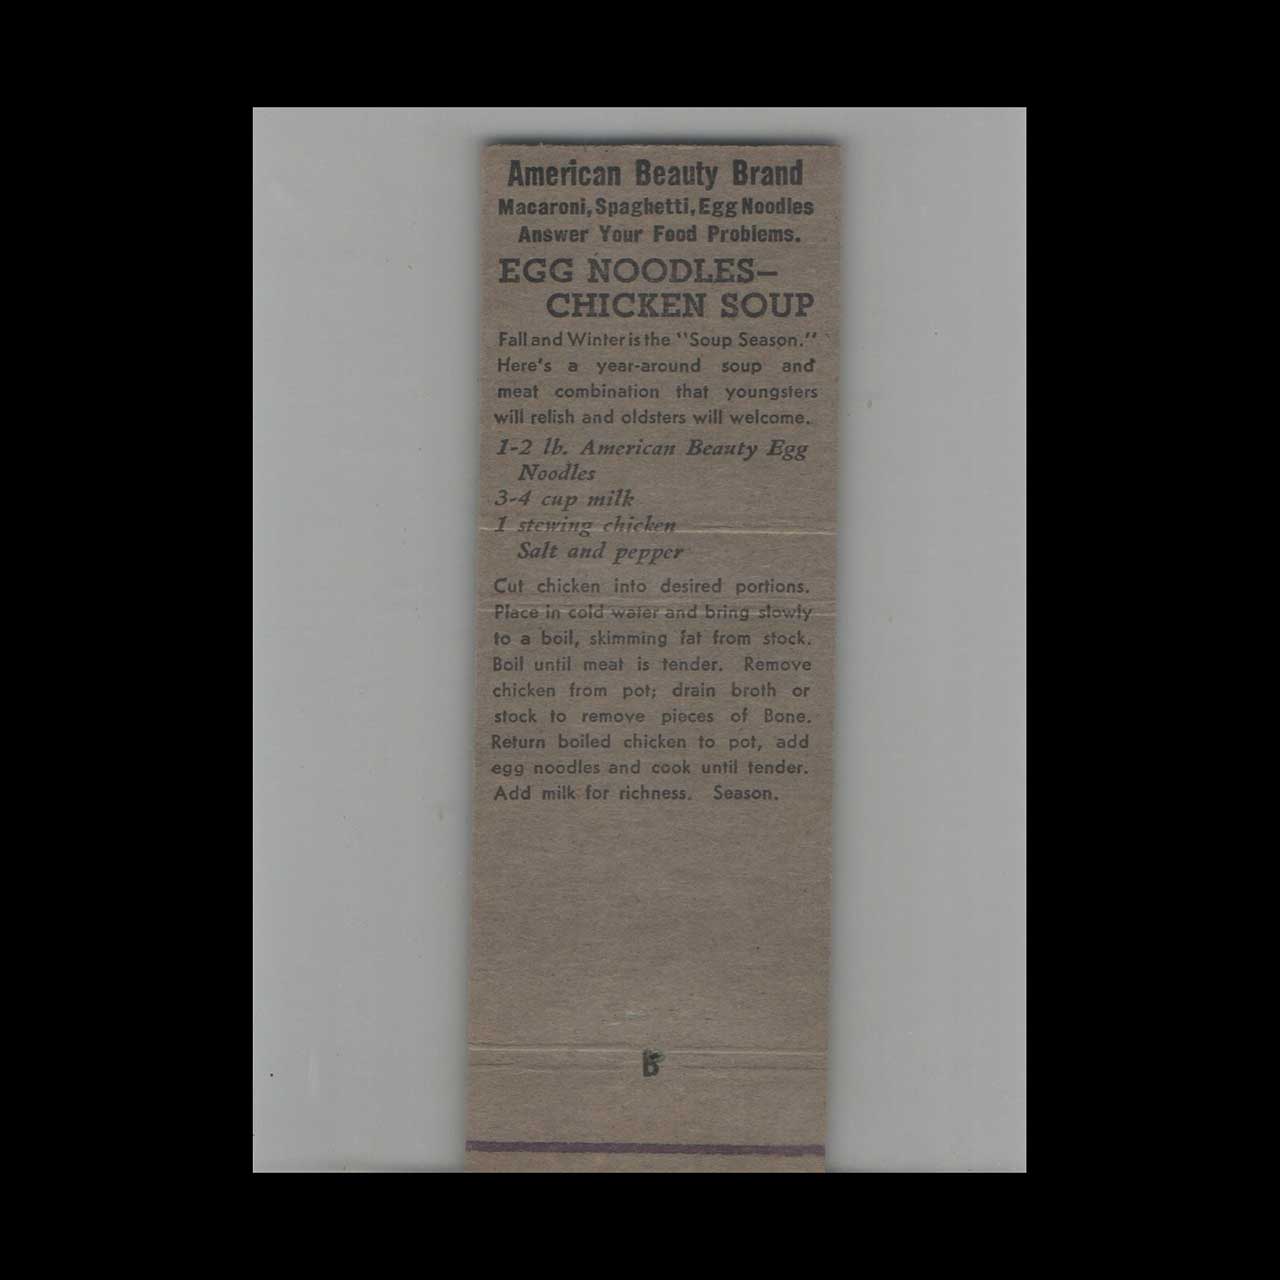 American Beauty Brand
Macaroni, Spaghetti, Egg Noodles
Answer Your Food Problems.
EGG NOODLES—
CHICKEN SOUP
Fall and Winter is the "Soup Season."
Here's a year-around soup and
meat combination that youngsters
will relish and oldsters will welcome.
1-2 lb. American Beauty Egg
Noodles
3-4 cup milk
1 stewing chicken
Salt and pepper
Cut chicken into desired portions.
Place in cold water and bring slowly
to a boil, skimming fat from stock.
Boil until meat is tender. Remove
chicken from pot; drain broth or
stock to remove pieces of Bone.
Return boiled chicken to pot, add
egg noodles and cook until tender.
Add milk for richness. Season.
B